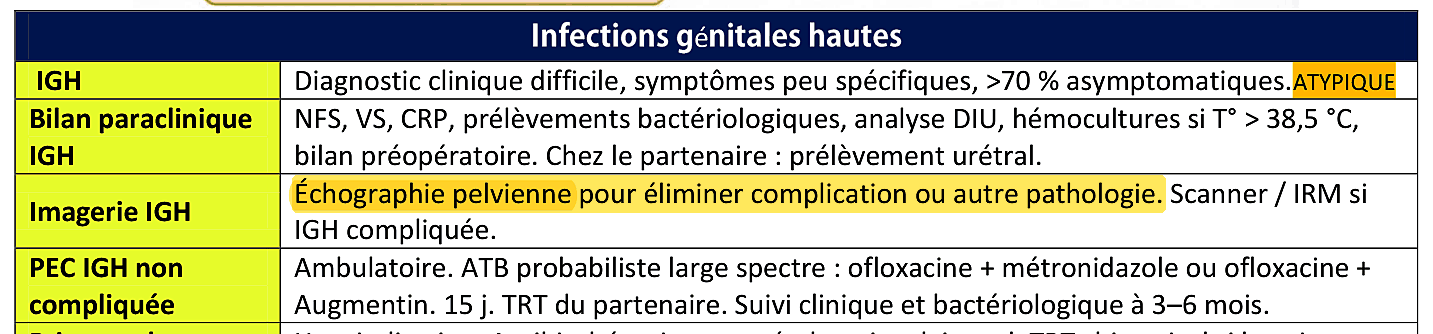 Infections génitales hautes
IGH
Diagnostic clinique difficile, symptômes peu spécifiques, >70 % asymptomatiques. ATYPIQUE
Bilan paraclinique
IGH
NFS, VS, CRP, prélèvements bactériologiques, analyse DIU, hémocultures si T° > 38,5 °C,
bilan préopératoire. Chez le partenaire : prélèvement urétral.
Imagerie IGH
Échographie pelvienne pour éliminer complication ou autre pathologie. Scanner / IRM si
IGH compliquée.
PEC IGH non
compliquée
Ambulatoire. ATB probabiliste large spectre : ofloxacine + métronidazole ou ofloxacine +
Augmentin. 15 j. TRT du partenaire. Suivi clinique et bactériologique à 3–6 mois.